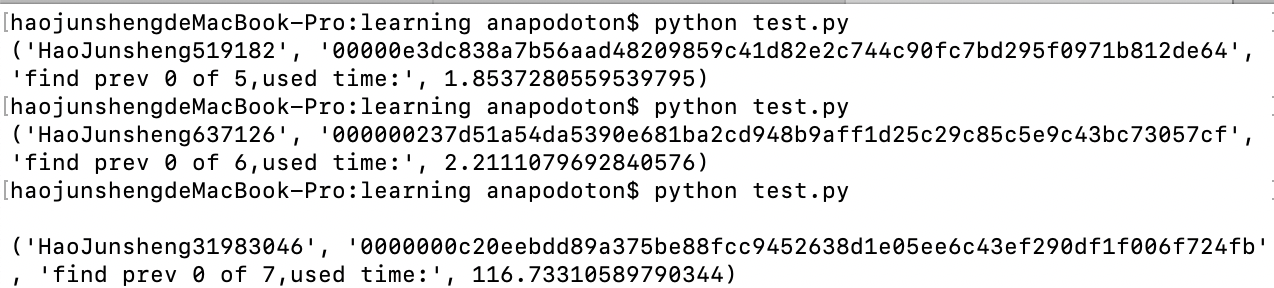 [haojunshengdeMacBook-Pro:learning anapodoton$ python test.py
('HaoJunsheng519182', '00000e3dc838a7b56aad48209859c41d82e2c744c90fc7bd295f0971b812de64',
'find prev 0 of 5,used time:', 1.8537280559539795)
[haojunshengdeMacBook-Pro:learning anapodoton$ python test.py
('HaoJunsheng637126', '000000237d51a54da5390e681ba2cd948b9aff1d25c29c85c5e9c43bc73057cf',
'find prev 0 of 6,used time:', 2.2111079692840576)
[haojunshengdeMacBook-Pro:learning anapodoton$ python test.py
('HaoJunsheng31983046', '0000000c20eebdd89a375be88fcc9452638d1e05ee6c43ef290df1f006f724fb'
, 'find prev 0 of 7,used time:', 116.73310589790344)